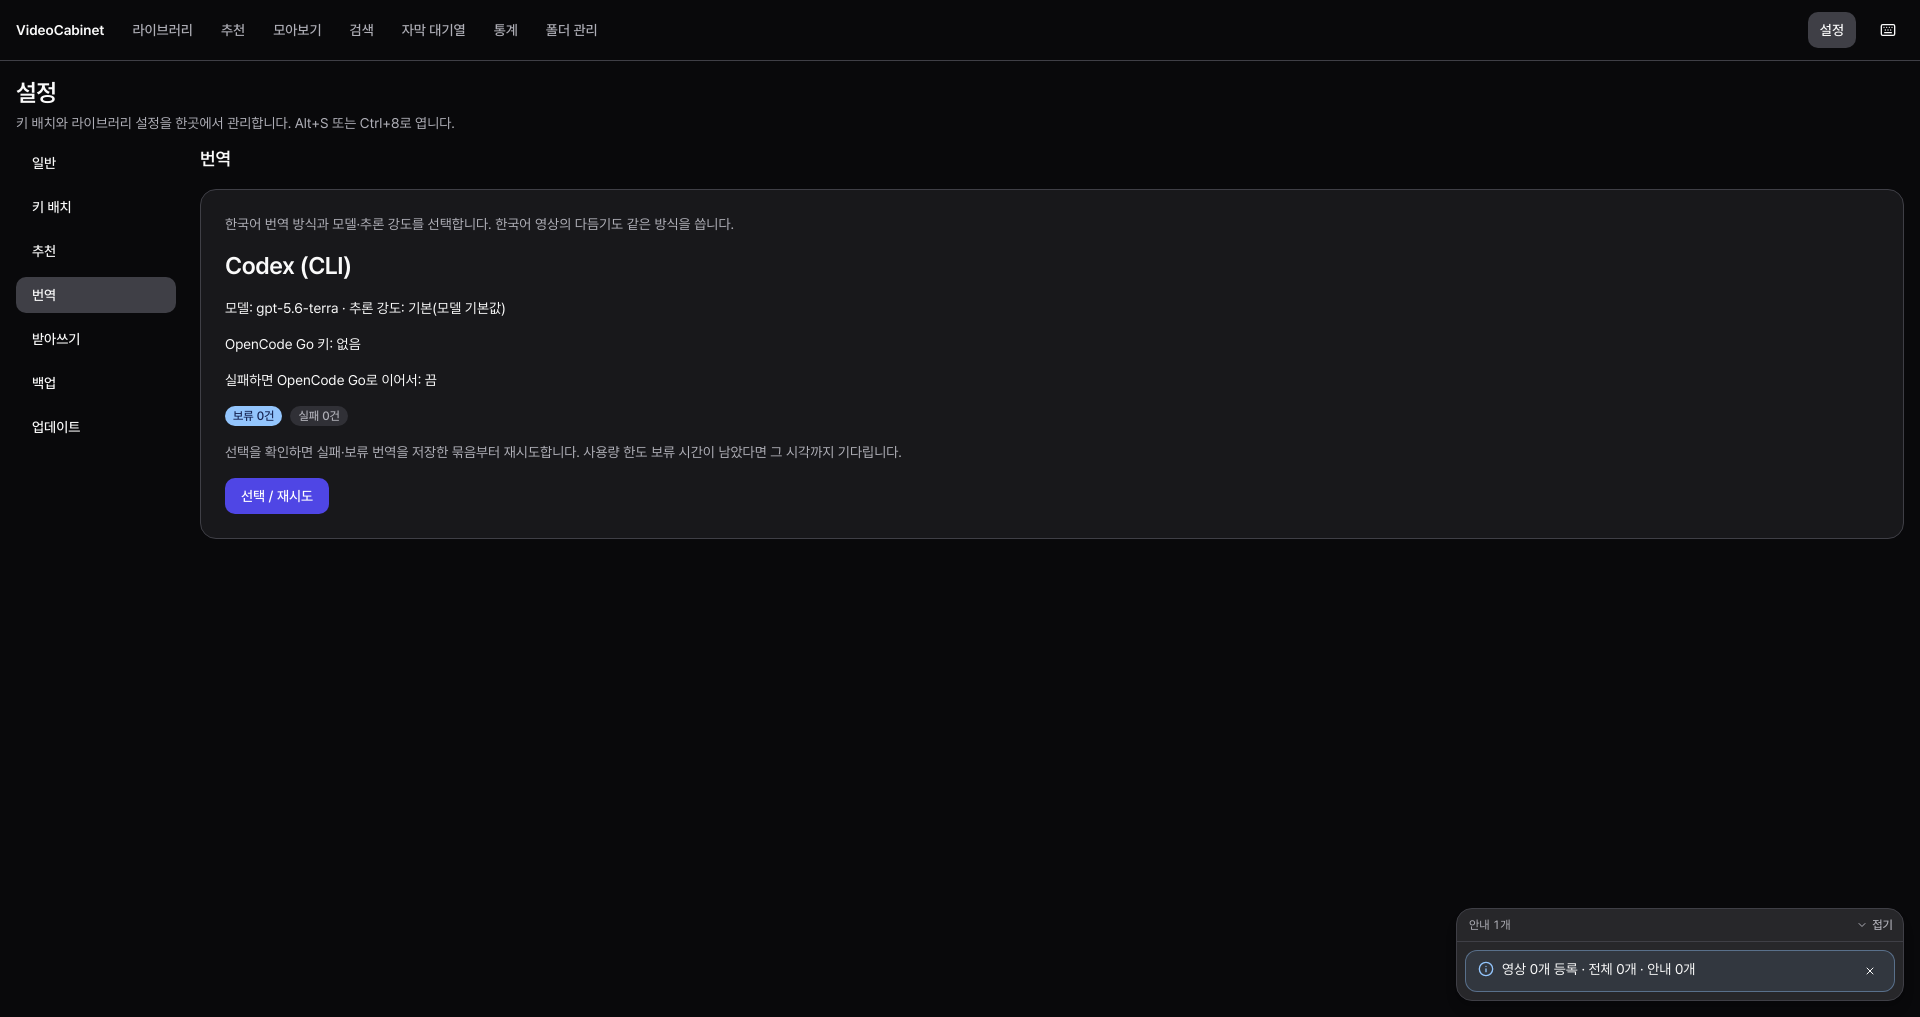 VideoCabinet 라이브러리 추천 모아보기 검색 자막 대기열 통계 폴더 관리 설정
설정
키 배치와 라이브러리 설정을 한곳에서 관리합니다. Alt+S 또는 Ctrl+8로 엽니다.
일반
키 배치
추천
번역
받아쓰기
백업
업데이트
번역
한국어 번역 방식과 모델·추론 강도를 선택합니다. 한국어 영상의 다듬기도 같은 방식을 씁니다.
Codex (CLI)
모델: gpt-5.6-terra · 추론 강도: 기본(모델 기본값)
OpenCode Go 키: 없음
실패하면 OpenCode Go로 이어서: 끔
보류 0건 실패 0건
선택을 확인하면 실패·보류 번역을 저장한 묶음부터 재시도합니다. 사용량 한도 보류 시간이 남았다면 그 시각까지 기다립니다.
선택 / 재시도
안내 1개 접기
영상 0개 등록 · 전체 0개 · 안내 0개